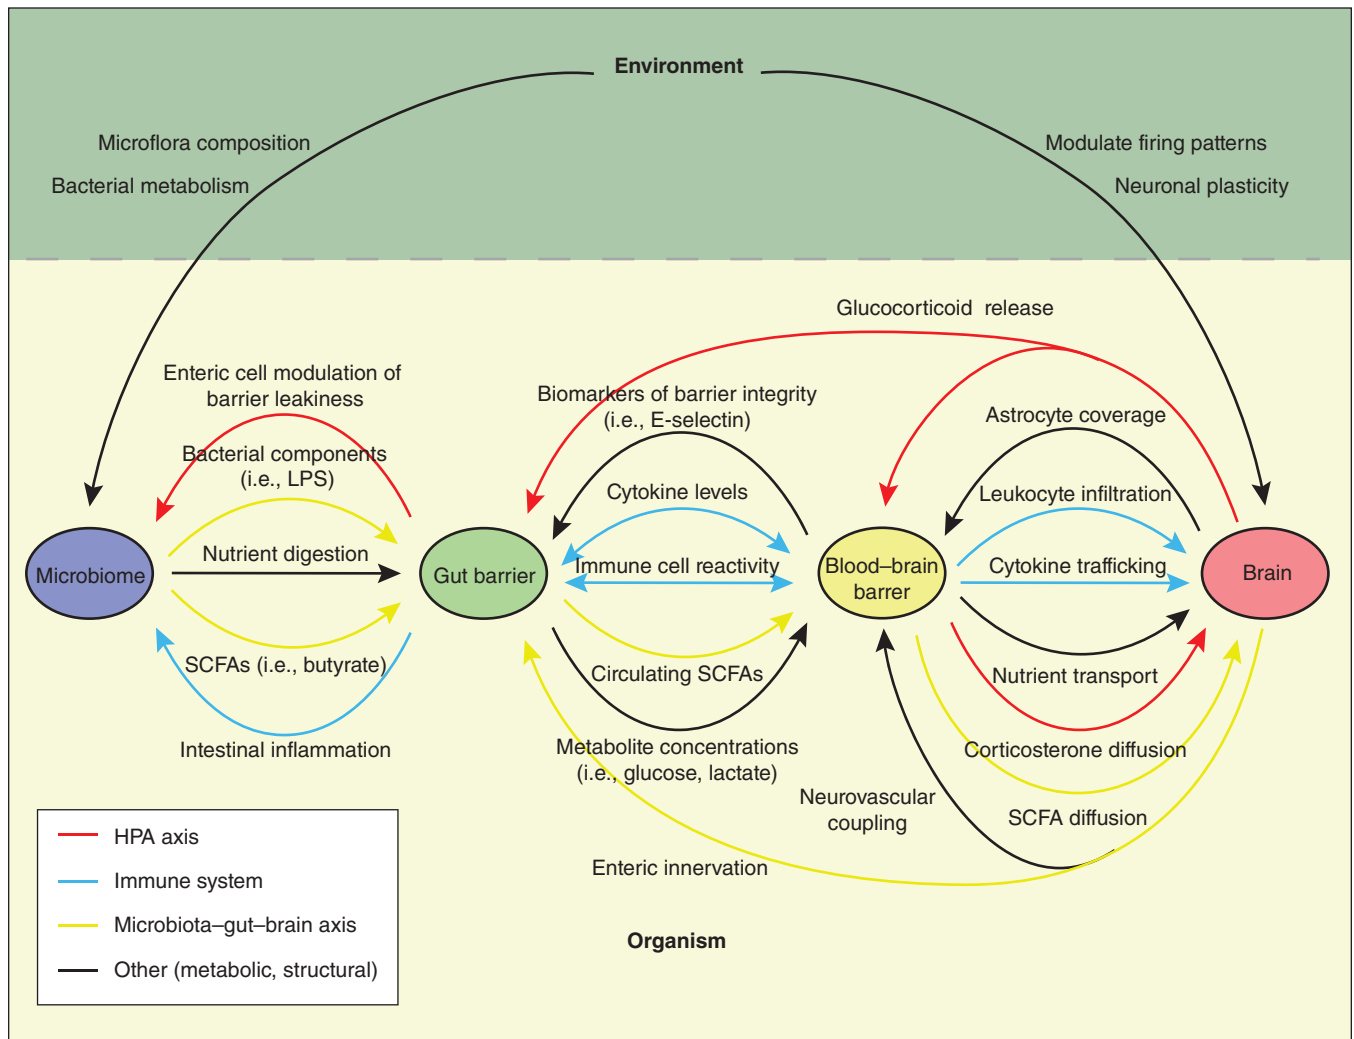 Environment
Microflora composition
Bacterial metabolism
Modulate firing patterns
Neuronal plasticity
Glucocorticoid release
Enteric cell modulation of
barrier leakiness
Biomarkers of barrier integrity
(i.e., E-selectin)
Astrocyte coverage
Bacterial components
(i.e., LPS)
Cytokine levels
Leukocyte infiltration
Nutrient digestion
Immune cell reactivity
Cytokine trafficking
Microbiome
Gut barrier
Blood–brain
barrer
Brain
SCFAs (i.e., butyrate)
Circulating SCFAs
Nutrient transport
Intestinal inflammation
Metabolite concentrations
(i.e., glucose, lactate)
Corticosterone diffusion
Neurovascular
coupling
SCFA diffusion
Enteric innervation
HPA axis
Immune system
Microbiota–gut–brain axis
Other (metabolic, structural)
Organism